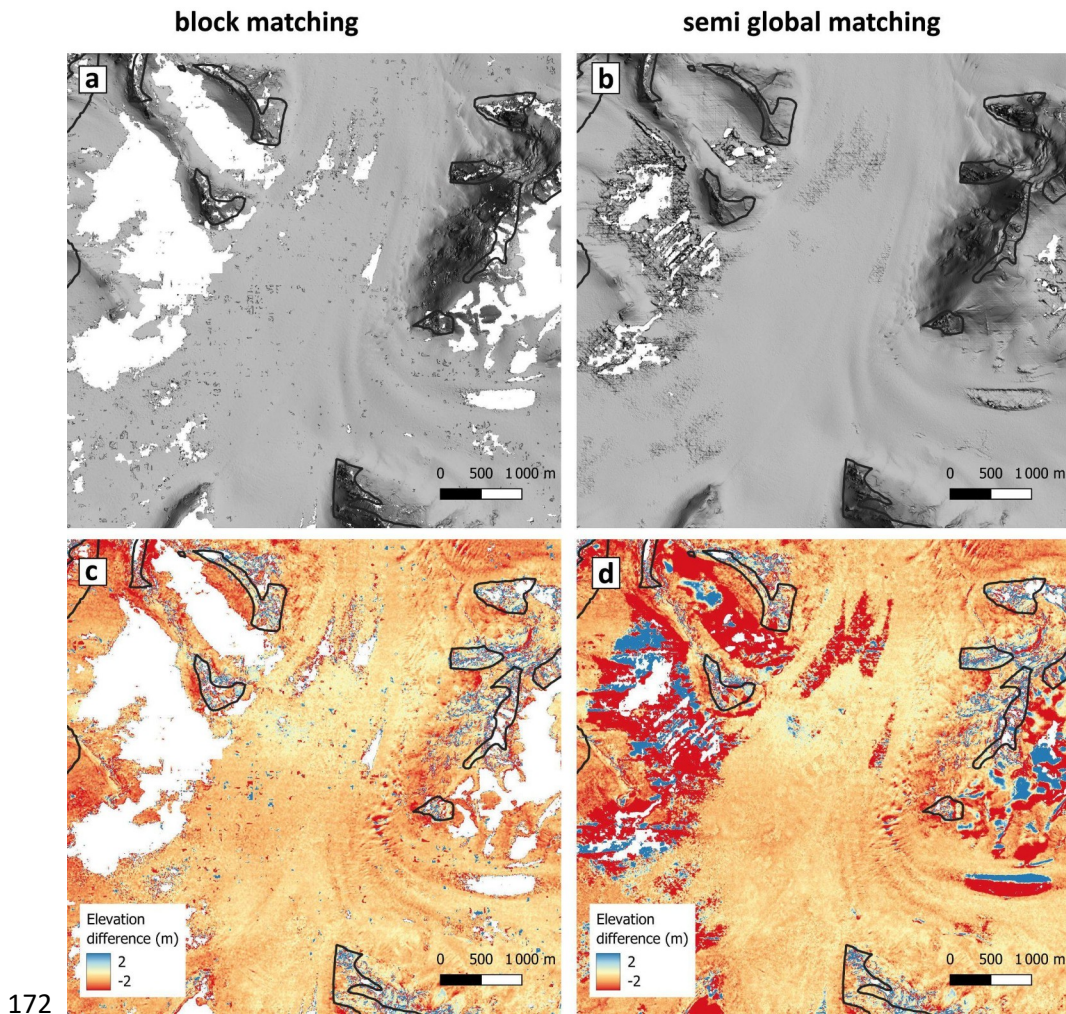 block matching
semi global matching
a
b
0 500 1 000 m
0 500 1 000 m
c
d
Elevation
difference (m)
2
-2
0 500 1 000 m
Elevation
difference (m)
2
-2
0 500 1 000 m
172